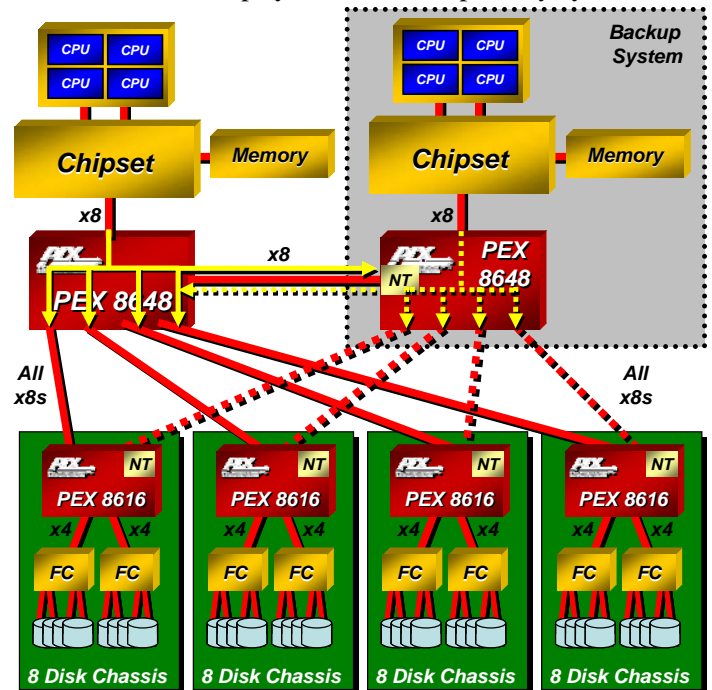 Backup
System
CPU CPU
CPU CPU
CPU CPU
CPU CPU
Chipset
Memory
Chipset
Memory
x8
x8
PEX 8648
x8
NT
PEX
8648
All
x8s
All
x8s
NT
PEX 8616
x4 x4
FC FC
8 Disk Chassis
NT
PEX 8616
x4 x4
FC FC
8 Disk Chassis
NT
PEX 8616
x4 x4
FC FC
8 Disk Chassis
NT
PEX 8616
x4 x4
FC FC
8 Disk Chassis